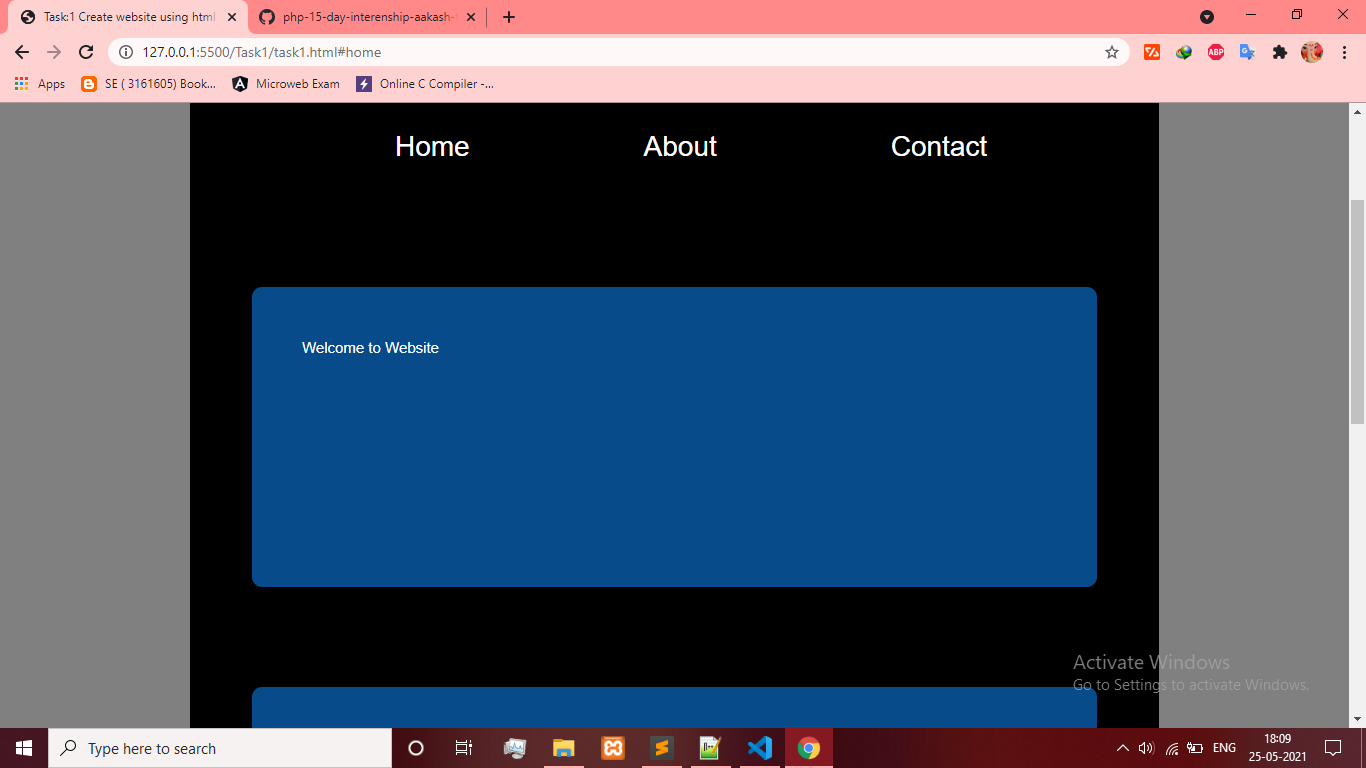 Task:1 Create website using html
php-15-day-interenship-aakash-
127.0.0.1:5500/Task1/task1.html#home
ABP
Apps
SE ( 3161605) Book...
Microweb Exam
Online C Compiler -...
Home
About
Contact
Welcome to Website
Activate Windows
Go to Settings to activate Windows.
Type here to search
ENG
18:09
25-05-2021